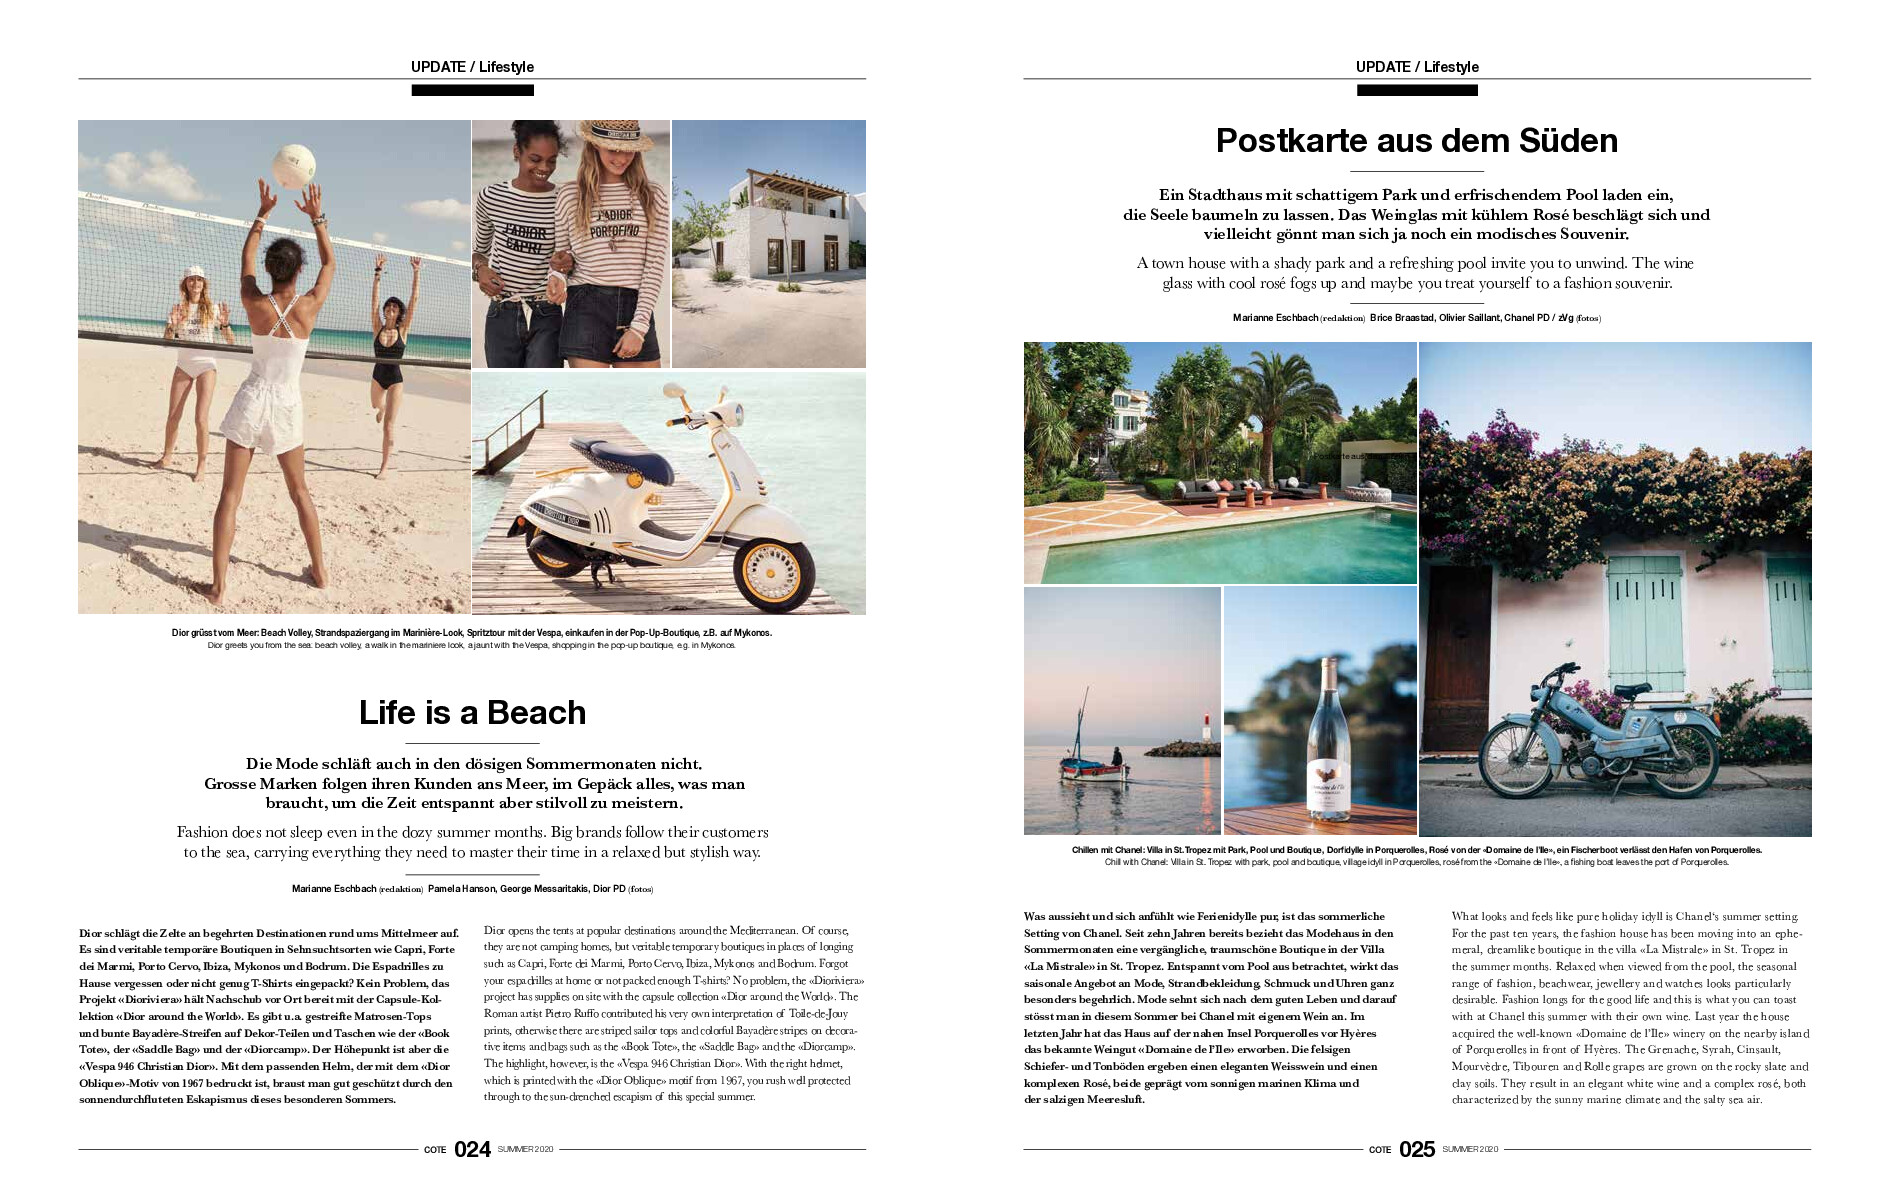 UPDATE / Lifestyle
CHRISTIAN DIOR
J'ADIOR
CAPRI
J'ADIOR
PORTOFINO
CHRISTIAN DIOR
Dior grüsst vom Meer: Beach Volley, Strandspaziergang im Marinière-Look, Spritztour mit der Vespa, einkaufen in der Pop-Up-Boutique, z.B. auf Mykonos.
Dior greets you from the sea: beach volley, a walk in the mariniere look, a jaunt with the Vespa, shopping in the pop-up boutique, e.g. in Mykonos.
Life is a Beach
Die Mode schläft auch in den dösigen Sommermonaten nicht.
Grosse Marken folgen ihren Kunden ans Meer, im Gepäck alles, was man
braucht, um die Zeit entspannt aber stilvoll zu meistern.
Fashion does not sleep even in the dozy summer months. Big brands follow their customers
to the sea, carrying everything they need to master their time in a relaxed but stylish way.
Marianne Eschbach (redaktion) Pamela Hanson, George Messaritakis, Dior PD (fotos)
Dior schlägt die Zelte an begehrten Destinationen rund ums Mittelmeer auf.
Es sind veritable temporäre Boutiquen in Sehnsuchtsorten wie Capri, Forte
dei Marmi, Porto Cervo, Ibiza, Mykonos und Bodrum. Die Espadrilles zu
Hause vergessen oder nicht genug T-Shirts eingepackt? Kein Problem, das
Projekt «Dioriviera» hält Nachschub vor Ort bereit mit der Capsule-Kol-
lektion «Dior around the World». Es gibt u.a. gestreifte Matrosen-Tops
und bunte Bayadère-Streifen auf Dekor-Teilen und Taschen wie der «Book
Tote», der «Saddle Bag» und der «Diorcamp». Der Höhepunkt ist aber die
«Vespa 946 Christian Dior». Mit dem passenden Helm, der mit dem «Dior
Oblique»-Motiv von 1967 bedruckt ist, braust man gut geschützt durch den
sonnendurchfluteten Eskapismus dieses besonderen Sommers.
Dior opens the tents at popular destinations around the Mediterranean. Of course,
they are not camping homes, but veritable temporary boutiques in places of longing
such as Capri, Forte dei Marmi, Porto Cervo, Ibiza, Mykonos and Bodrum. Forgot
your espadrilles at home or not packed enough T-shirts? No problem, the «Dioriviera»
project has supplies on site with the capsule collection «Dior around the World». The
Roman artist Pietro Ruffo contributed his very own interpretation of Toile-de-Jouy
prints, otherwise there are striped sailor tops and colorful Bayadère stripes on decora-
tive items and bags such as the «Book Tote», the «Saddle Bag» and the «Diorcamp».
The highlight, however, is the «Vespa 946 Christian Dior». With the right helmet,
which is printed with the «Dior Oblique» motif from 1967, you rush well protected
through to the sun-drenched escapism of this special summer.
COTE 024 SUMMER 2020
UPDATE / Lifestyle
Postkarte aus dem Süden
Ein Stadthaus mit schattigem Park und erfrischendem Pool laden ein,
die Seele baumeln zu lassen. Das Weinglas mit kühlem Rosé beschlägt sich und
vielleicht gönnt man sich ja noch ein modisches Souvenir.
A town house with a shady park and a refreshing pool invite you to unwind. The wine
glass with cool rosé fogs up and maybe you treat yourself to a fashion souvenir.
Marianne Eschbach (redaktion) Brice Braastad, Olivier Saillant, Chanel PD / zVg (fotos)
Chillen mit Chanel: Villa in St.Tropez mit Park, Pool und Boutique, Dorfidylle in Porquerolles, Rosé von der «Domaine de l'Ile», ein Fischerboot verlässt den Hafen von Porquerolles.
Chill with Chanel: Villa in St. Tropez with park, pool and boutique, village idyll in Porquerolles, rosé from the «Domaine de l'Ile», a fishing boat leaves the port of Porquerolles.
Was aussieht und sich anfühlt wie Ferienidylle pur, ist das sommerliche
Setting von Chanel. Seit zehn Jahren bereits bezieht das Modehaus in den
Sommermonaten eine vergängliche, traumschöne Boutique in der Villa
«La Mistrale» in St. Tropez. Entspannt vom Pool aus betrachtet, wirkt das
saisonale Angebot an Mode, Strandbekleidung, Schmuck und Uhren ganz
besonders begehrlich. Mode sehnt sich nach dem guten Leben und darauf
stösst man in diesem Sommer bei Chanel mit eigenem Wein an. Im
letzten Jahr hat das Haus auf der nahen Insel Porquerolles vor Hyères
das bekannte Weingut «Domaine de l'Ile» erworben. Die felsigen
Schiefer- und Tonböden ergeben einen eleganten Weisswein und einen
komplexen Rosé, beide geprägt vom sonnigen marinen Klima und
der salzigen Meeresluft.
What looks and feels like pure holiday idyll is Chanel's summer setting.
For the past ten years, the fashion house has been moving into an ephe-
meral, dreamlike boutique in the villa «La Mistrale» in St. Tropez in
the summer months. Relaxed when viewed from the pool, the seasonal
range of fashion, beachwear, jewellery and watches looks particularly
desirable. Fashion longs for the good life and this is what you can toast
with at Chanel this summer with their own wine. Last year the house
acquired the well-known «Domaine de l'Ile» winery on the nearby island
of Porquerolles in front of Hyères. The Grenache, Syrah, Cinsault,
Mourvèdre, Tibouren and Rolle grapes are grown on the rocky slate and
clay soils. They result in an elegant white wine and a complex rosé, both
characterized by the sunny marine climate and the salty sea air.
COTE 025 SUMMER 2020